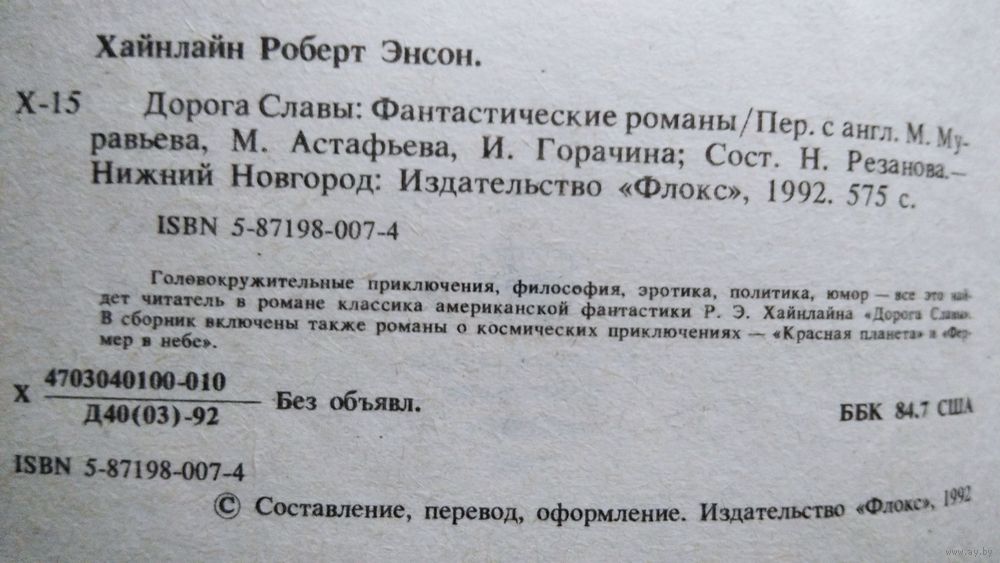 Хайнлайн Роберт Энсон.
Х-15 Дорога Славы: Фантастические романы/Пер. с англ. М. Му-
равьева, М. Астафьева, И. Горачина; Сост. Н. Резанова.—
Нижний Новгород: Издательство «Флокс», 1992. 575 с.
ISBN 5-87198-007-4
Головокружительные приключения, философия, эротика, политика, юмор — все это най-
дет читатель в романе классика американской фантастики Р. Э. Хайнлайна «Дорога Славы».
В сборник включены также романы о космических приключениях — «Красная планета» и «Фер-
мер в небе».
Х 4703040100-010
Д40(03)-92 Без объявл.
ББК 84.7 США
ISBN 5-87198-007-4
© Составление, перевод, оформление. Издательство «Флокс», 1992
www.ay.by